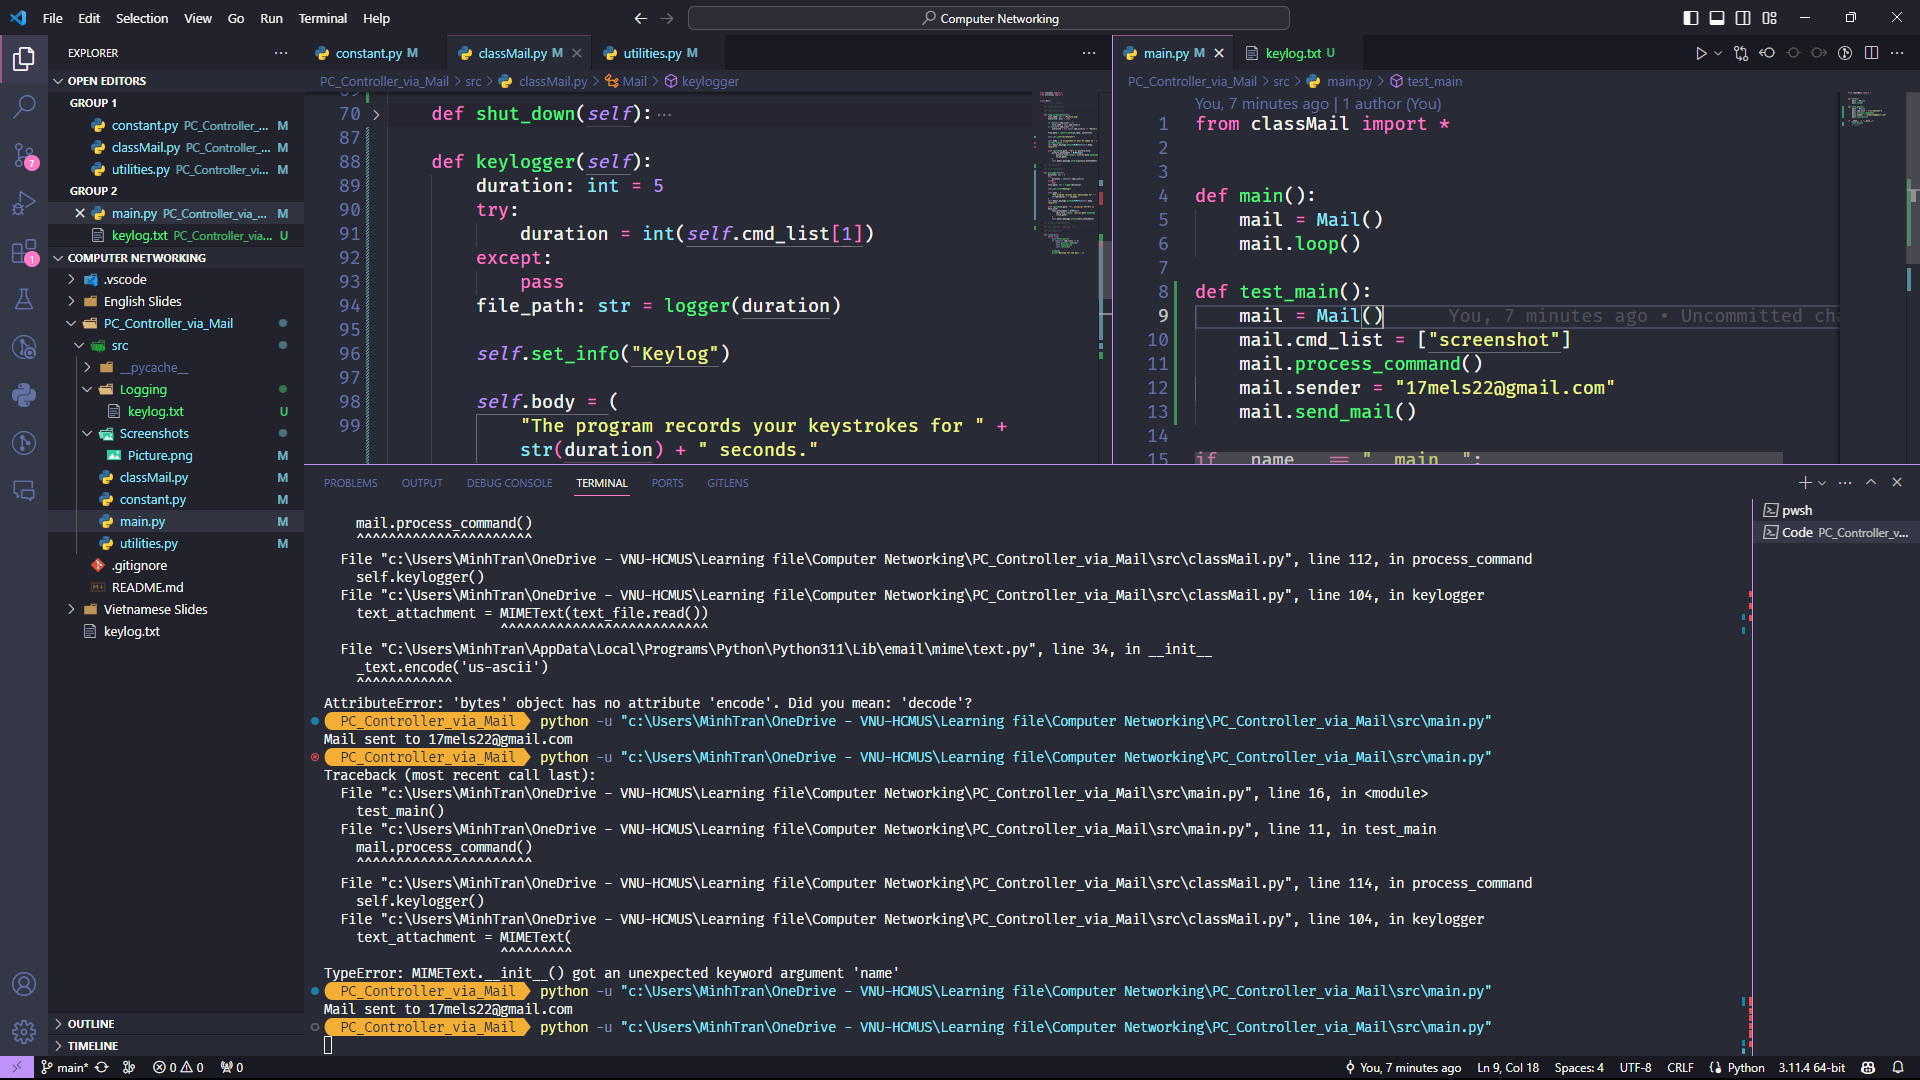 File Edit Selection View Go Run Terminal Help
Computer Networking
EXPLORER
OPEN EDITORS
GROUP 1
constant.py PC_Controller_... M
classMail.py PC_Controller_... M
utilities.py PC_Controller_vi... M
GROUP 2
main.py PC_Controller_via_... M
keylog.txt PC_Controller_via... U
COMPUTER NETWORKING
.vscode
English Slides
PC_Controller_via_Mail
src
__pycache__
Logging
keylog.txt U
Screenshots
Picture.png M
classMail.py M
constant.py M
main.py M
utilities.py M
.gitignore
README.md
Vietnamese Slides
keylog.txt
OUTLINE
TIMELINE
7
1
constant.py M classMail.py M utilities.py M
PC_Controller_via_Mail > src > classMail.py > Mail > keylogger
70 def shut_down(self): ...
87
88 def keylogger(self):
89 duration: int = 5
90 try:
91 duration = int(self.cmd_list[1])
92 except:
93 pass
94 file_path: str = logger(duration)
95
96 self.set_info("Keylog")
97
98 self.body = (
99 "The program records your keystrokes for " +
str(duration) + " seconds."
main.py M keylog.txt U
PC_Controller_via_Mail > src > main.py > test_main
You, 7 minutes ago | 1 author (You)
1 from classMail import *
2
3
4 def main():
5 mail = Mail()
6 mail.loop()
7
8 def test_main():
9 mail = Mail() You, 7 minutes ago • Uncommitted cha
10 mail.cmd_list = ["screenshot"]
11 mail.process_command()
12 mail.sender = "17mels22@gmail.com"
13 mail.send_mail()
14
15 if __name__ == "__main__":
PROBLEMS OUTPUT DEBUG CONSOLE TERMINAL PORTS GITLENS
pwsh
Code PC_Controller_v...
mail.process_command()
^^^^^^^^^^^^^^^^^^^^^^
File "c:\Users\MinhTran\OneDrive - VNU-HCMUS\Learning file\Computer Networking\PC_Controller_via_Mail\src\classMail.py", line 112, in process_command
self.keylogger()
File "c:\Users\MinhTran\OneDrive - VNU-HCMUS\Learning file\Computer Networking\PC_Controller_via_Mail\src\classMail.py", line 104, in keylogger
text_attachment = MIMEText(text_file.read())
^^^^^^^^^^^^^^^^^^^^^^^^^^
File "C:\Users\MinhTran\AppData\Local\Programs\Python\Python311\Lib\email\mime\text.py", line 34, in __init__
_text.encode('us-ascii')
^^^^^^^^^^^^
AttributeError: 'bytes' object has no attribute 'encode'. Did you mean: 'decode'?
PC_Controller_via_Mail python -u "c:\Users\MinhTran\OneDrive - VNU-HCMUS\Learning file\Computer Networking\PC_Controller_via_Mail\src\main.py"
Mail sent to 17mels22@gmail.com
PC_Controller_via_Mail python -u "c:\Users\MinhTran\OneDrive - VNU-HCMUS\Learning file\Computer Networking\PC_Controller_via_Mail\src\main.py"
Traceback (most recent call last):
File "c:\Users\MinhTran\OneDrive - VNU-HCMUS\Learning file\Computer Networking\PC_Controller_via_Mail\src\main.py", line 16, in <module>
test_main()
File "c:\Users\MinhTran\OneDrive - VNU-HCMUS\Learning file\Computer Networking\PC_Controller_via_Mail\src\main.py", line 11, in test_main
mail.process_command()
^^^^^^^^^^^^^^^^^^^^^^
File "c:\Users\MinhTran\OneDrive - VNU-HCMUS\Learning file\Computer Networking\PC_Controller_via_Mail\src\classMail.py", line 114, in process_command
self.keylogger()
File "c:\Users\MinhTran\OneDrive - VNU-HCMUS\Learning file\Computer Networking\PC_Controller_via_Mail\src\classMail.py", line 104, in keylogger
text_attachment = MIMEText(
^^^^^^^^^
TypeError: MIMEText.__init__() got an unexpected keyword argument 'name'
PC_Controller_via_Mail python -u "c:\Users\MinhTran\OneDrive - VNU-HCMUS\Learning file\Computer Networking\PC_Controller_via_Mail\src\main.py"
Mail sent to 17mels22@gmail.com
PC_Controller_via_Mail python -u "c:\Users\MinhTran\OneDrive - VNU-HCMUS\Learning file\Computer Networking\PC_Controller_via_Mail\src\main.py"
main* 0 0 0 You, 7 minutes ago Ln 9, Col 18 Spaces: 4 UTF-8 CRLF Python 3.11.4 64-bit